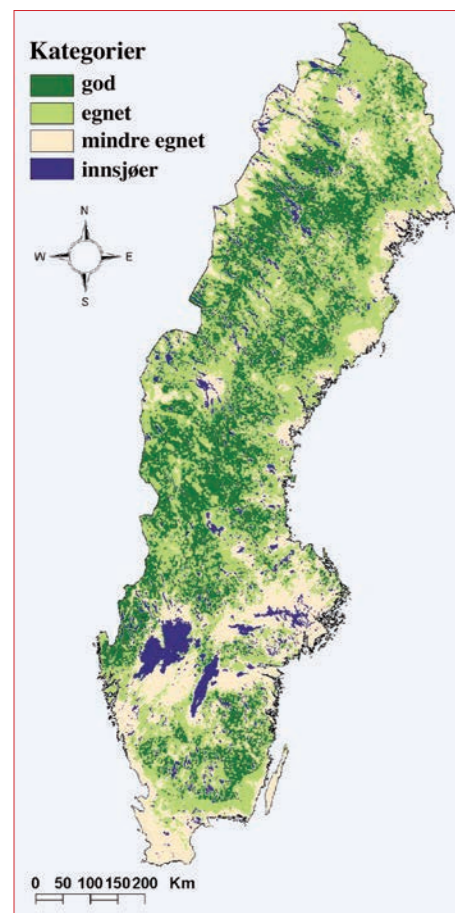 Kategorier
god
egnet
mindre egnet
innsjøer
N
W E
S
0 50 100 150 200 Km